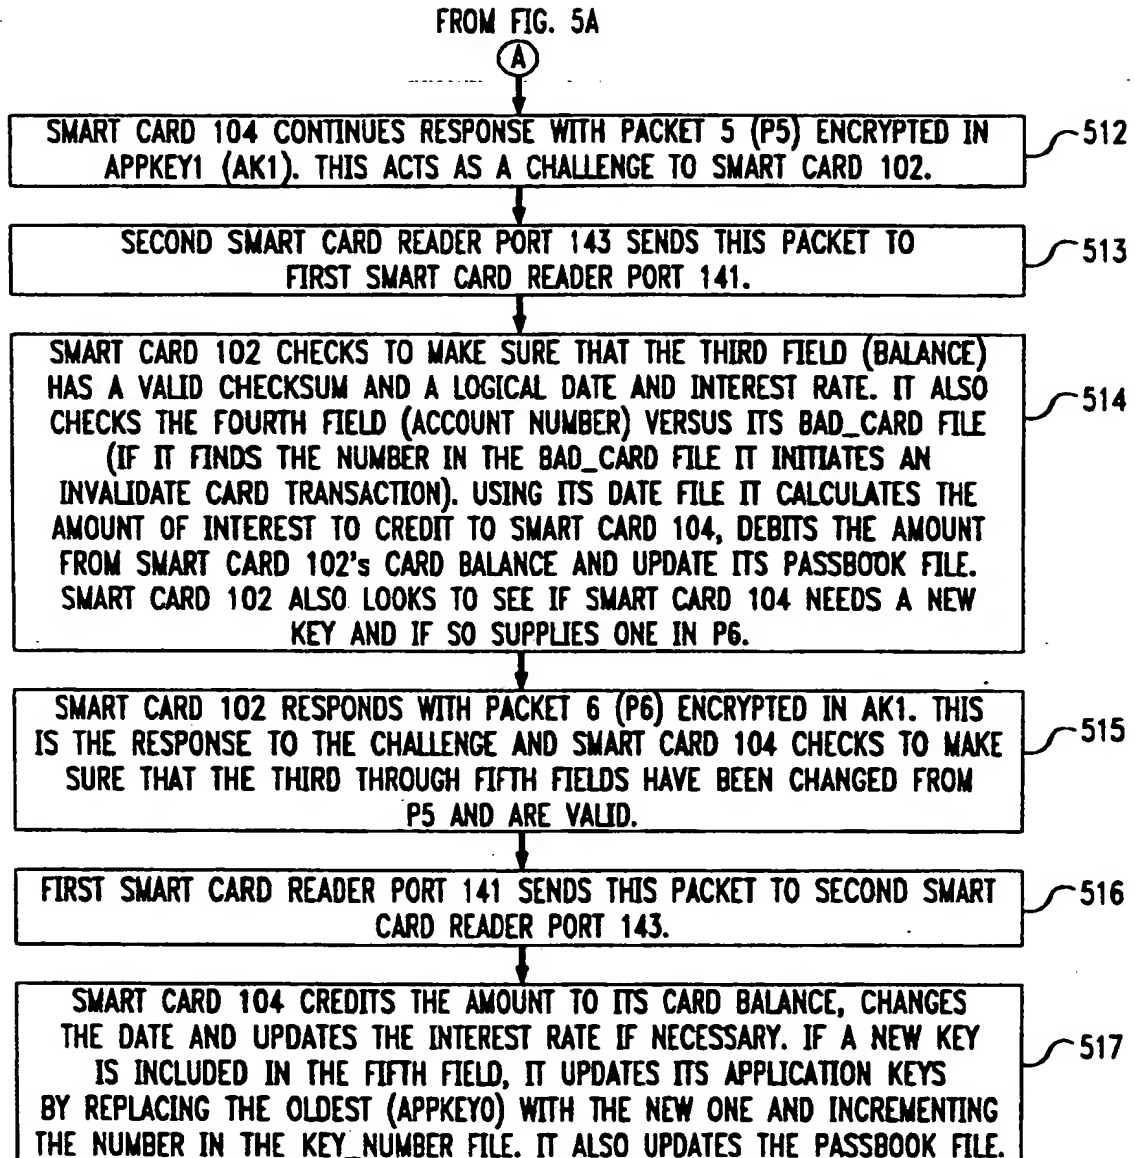 FROM FIG. 5A
A
SMART CARD 104 CONTINUES RESPONSE WITH PACKET 5 (P5) ENCRYPTED IN
APPKEY1 (AK1). THIS ACTS AS A CHALLENGE TO SMART CARD 102.
512
SECOND SMART CARD READER PORT 143 SENDS THIS PACKET TO
FIRST SMART CARD READER PORT 141.
513
SMART CARD 102 CHECKS TO MAKE SURE THAT THE THIRD FIELD (BALANCE)
HAS A VALID CHECKSUM AND A LOGICAL DATE AND INTEREST RATE. IT ALSO
CHECKS THE FOURTH FIELD (ACCOUNT NUMBER) VERSUS ITS BAD_CARD FILE
(IF IT FINDS THE NUMBER IN THE BAD_CARD FILE IT INITIATES AN
INVALIDATE CARD TRANSACTION). USING ITS DATE FILE IT CALCULATES THE
AMOUNT OF INTEREST TO CREDIT TO SMART CARD 104, DEBITS THE AMOUNT
FROM SMART CARD 102's CARD BALANCE AND UPDATE ITS PASSBOOK FILE.
SMART CARD 102 ALSO LOOKS TO SEE IF SMART CARD 104 NEEDS A NEW
KEY AND IF SO SUPPLIES ONE IN P6.
514
SMART CARD 102 RESPONDS WITH PACKET 6 (P6) ENCRYPTED IN AK1. THIS
IS THE RESPONSE TO THE CHALLENGE AND SMART CARD 104 CHECKS TO MAKE
SURE THAT THE THIRD THROUGH FIFTH FIELDS HAVE BEEN CHANGED FROM
P5 AND ARE VALID.
515
FIRST SMART CARD READER PORT 141 SENDS THIS PACKET TO SECOND SMART
CARD READER PORT 143.
516
SMART CARD 104 CREDITS THE AMOUNT TO ITS CARD BALANCE, CHANGES
THE DATE AND UPDATES THE INTEREST RATE IF NECESSARY. IF A NEW KEY
IS INCLUDED IN THE FIFTH FIELD, IT UPDATES ITS APPLICATION KEYS
BY REPLACING THE OLDEST (APPKEY0) WITH THE NEW ONE AND INCREMENTING
THE NUMBER IN THE KEY_NUMBER FILE. IT ALSO UPDATES THE PASSBOOK FILE.
517